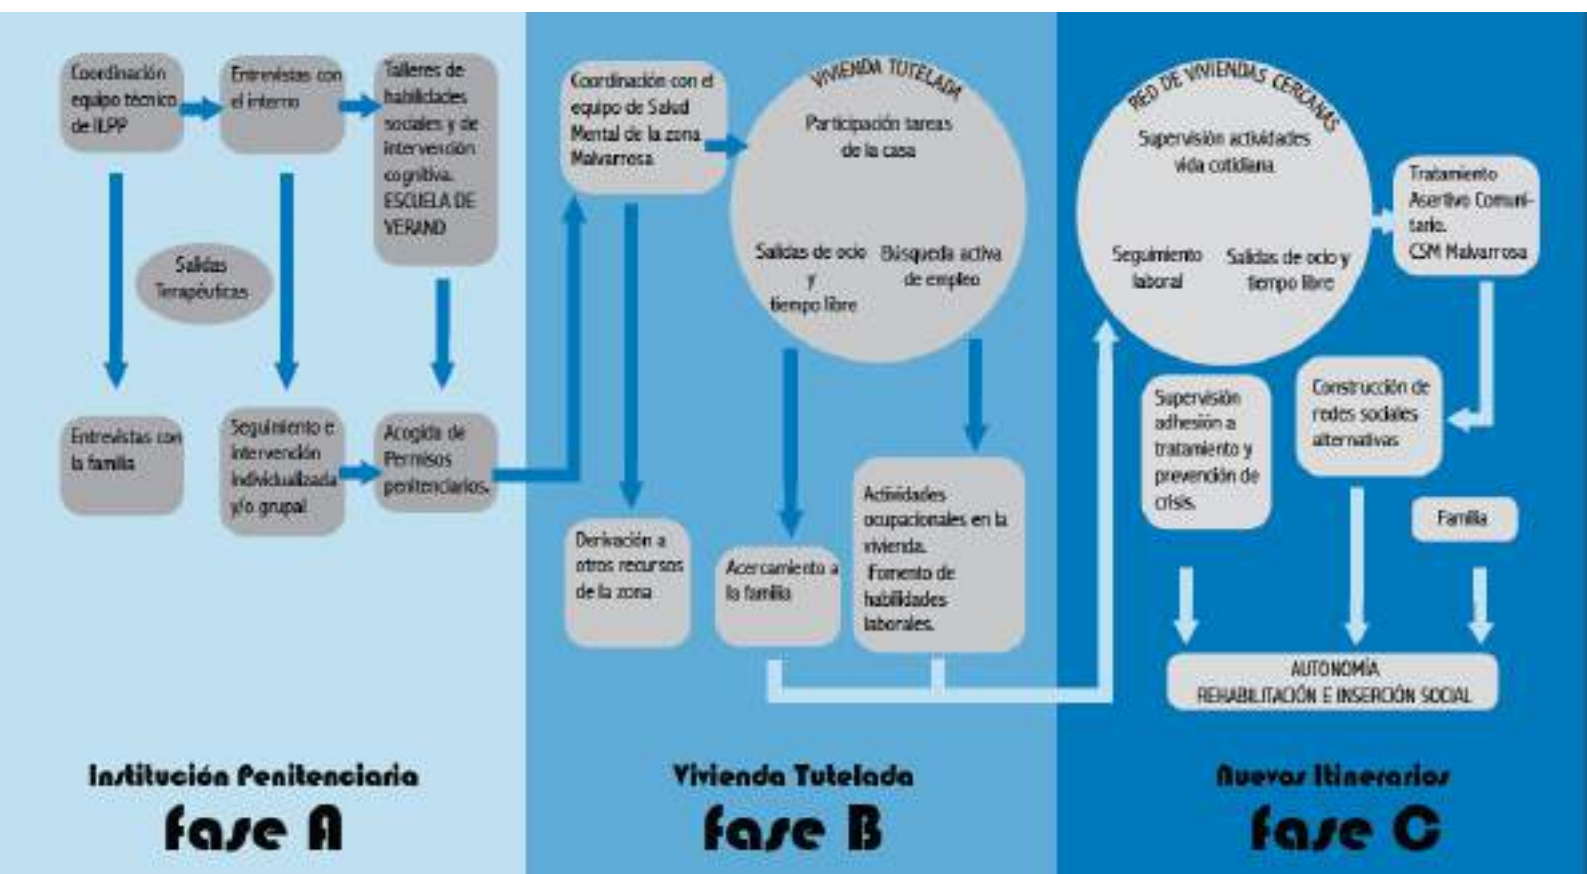 Coordinación
equipo técnico
de IILPP
Entrevistas con
el interno
Talleres de
habilidades
sociales y de
intervención
cognitiva.
ESCUELA DE
VERANO
Salidas
Terapéuticas
Entrevistas con
la familia
Seguimiento e
intervención
individualizada
y/o grupal
Acogida de
Permisos
penitenciarios.
Institución Penitenciaria
fase A
Coordinación con el
equipo de Salud
Mental de la zona
Malvarrosa
VIVIENDA TUTELADA
Participación tareas
de la casa
Salidas de ocio
y
tiempo libre
Búsqueda activa
de empleo
Derivación a
otros recursos
de la zona
Acercamiento a
la familia
Actividades
ocupacionales en la
vivienda.
Fomento de
habilidades
laborales.
Vivienda Tutelada
fase B
RED DE VIVIENDAS CERCANAS
Supervisión actividades
vida cotidiana
Seguimiento
laboral
Salidas de ocio y
tiempo libre
Tratamiento
Asertivo Comuni-
tario.
CSM Malvarrosa
Supervisión
adhesión a
tratamiento y
prevención de
crisis.
Construcción de
redes sociales
alternativas
Familia
AUTONOMÍA
REHABILITACIÓN E INSERCIÓN SOCIAL
Nuevos Itinerarios
fase C